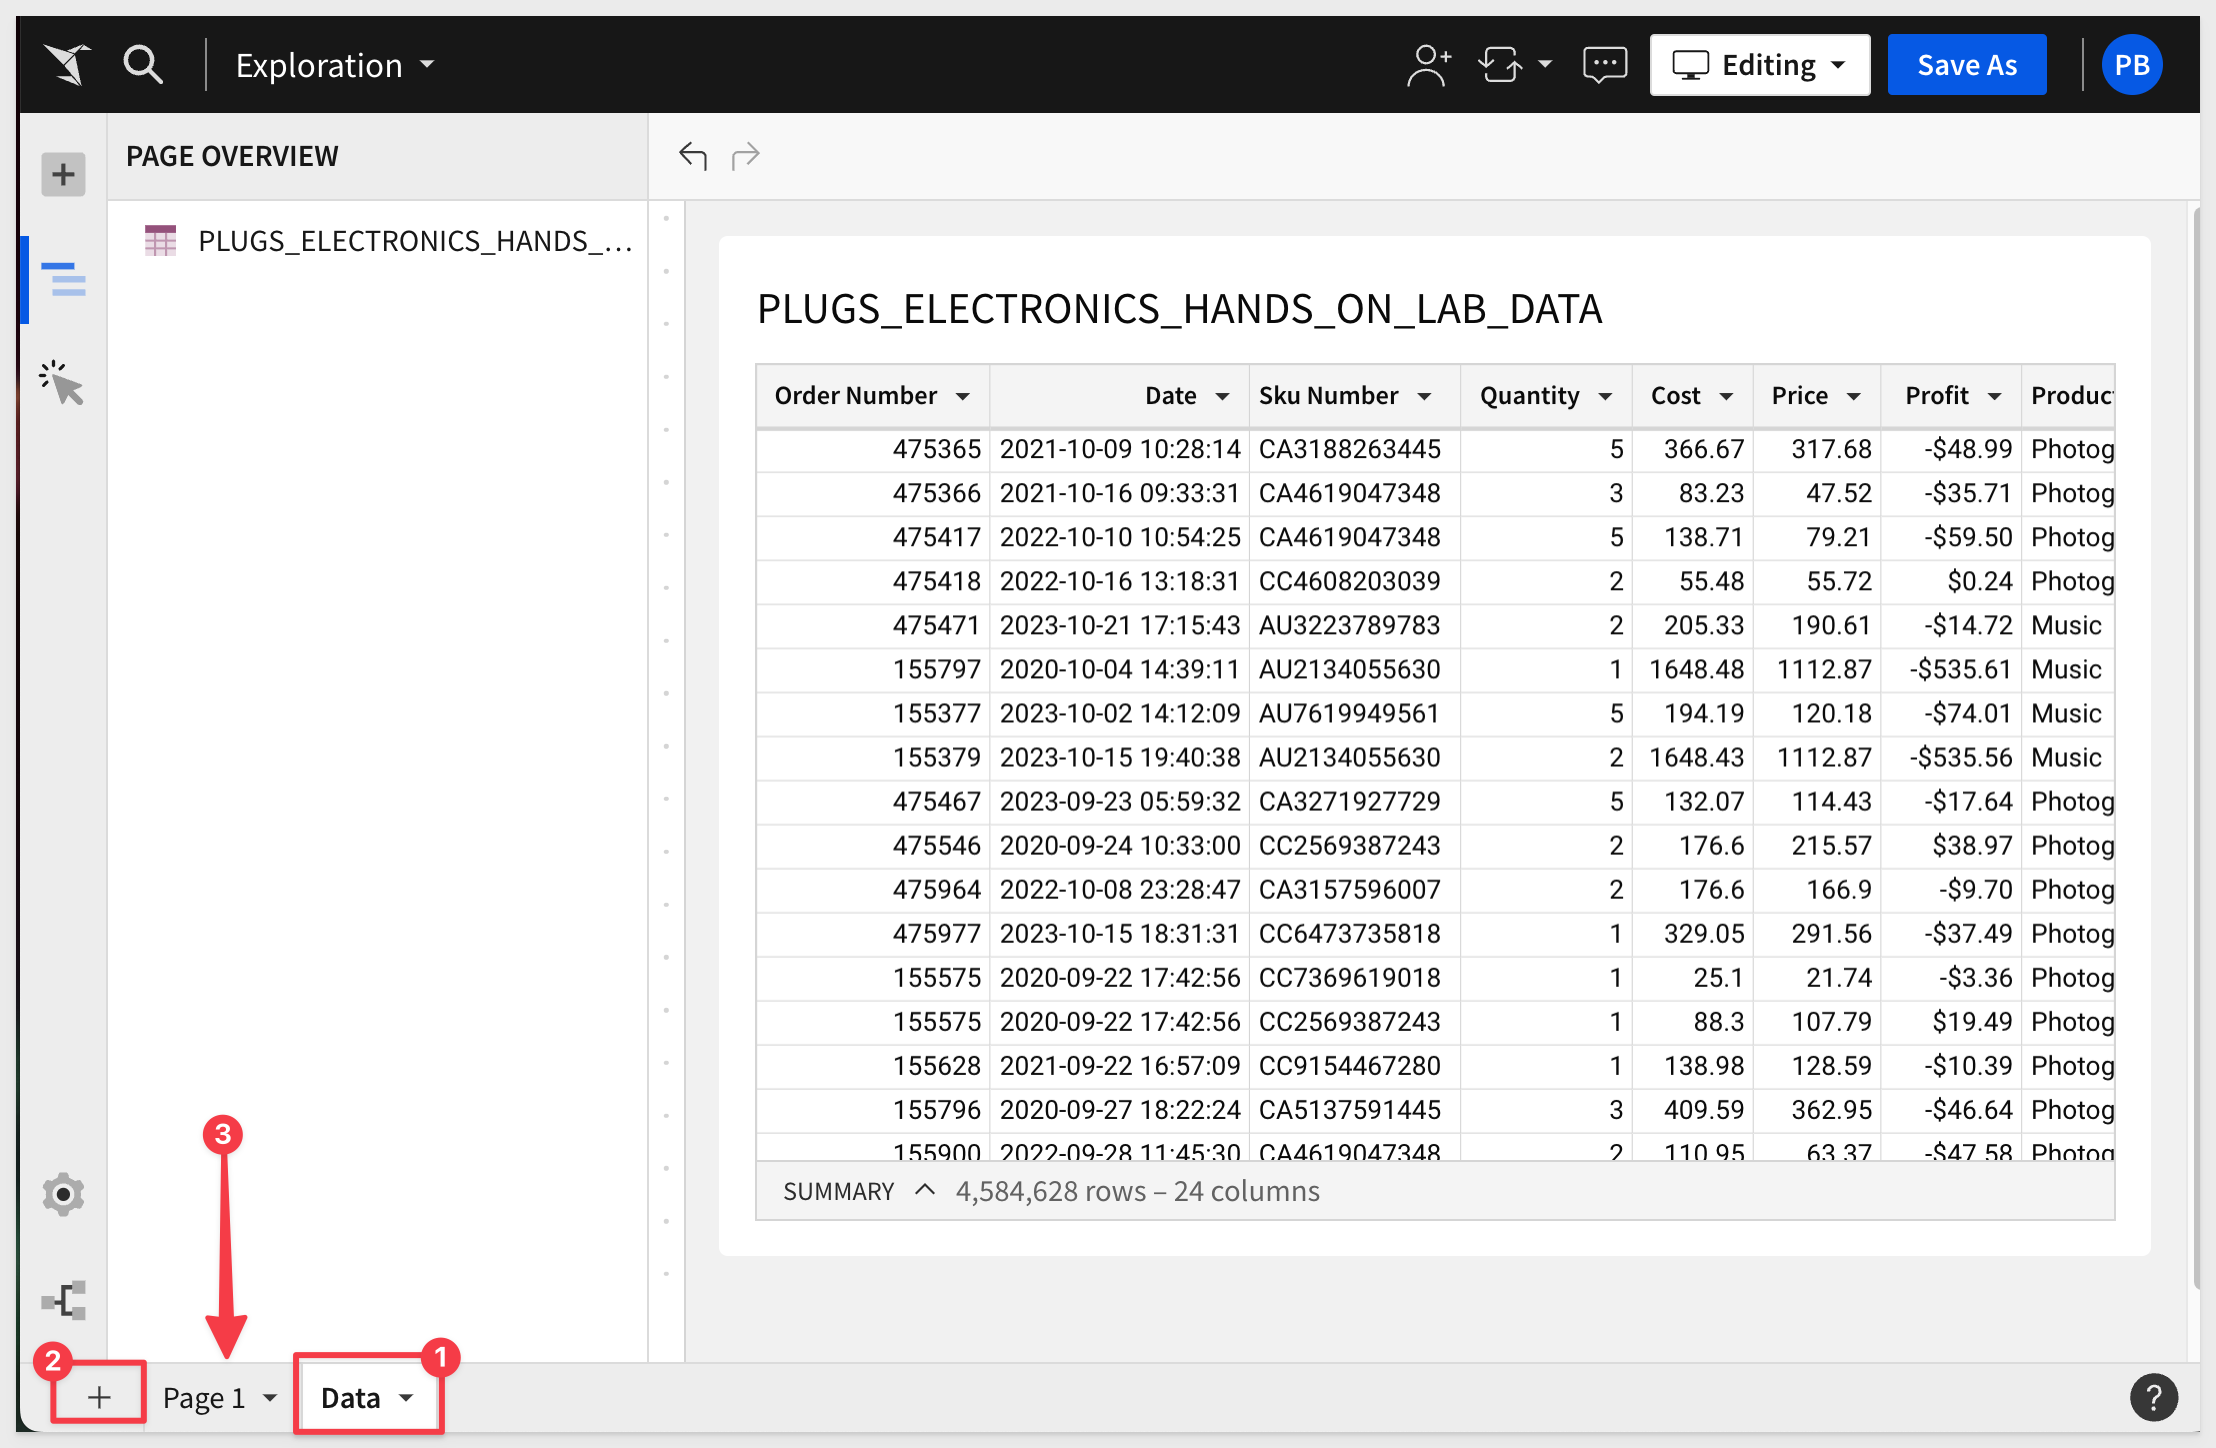 Exploration Editing Save As PB
PAGE OVERVIEW
PLUGS_ELECTRONICS_HANDS_...
PLUGS_ELECTRONICS_HANDS_ON_LAB_DATA
Order Number Date Sku Number Quantity Cost Price Profit Produc
475365 2021-10-09 10:28:14 CA3188263445 5 366.67 317.68 -$48.99 Photog
475366 2021-10-16 09:33:31 CA4619047348 3 83.23 47.52 -$35.71 Photog
475417 2022-10-10 10:54:25 CA4619047348 5 138.71 79.21 -$59.50 Photog
475418 2022-10-16 13:18:31 CC4608203039 2 55.48 55.72 $0.24 Photog
475471 2023-10-21 17:15:43 AU3223789783 2 205.33 190.61 -$14.72 Music
155797 2020-10-04 14:39:11 AU2134055630 1 1648.48 1112.87 -$535.61 Music
155377 2023-10-02 14:12:09 AU7619949561 5 194.19 120.18 -$74.01 Music
155379 2023-10-15 19:40:38 AU2134055630 2 1648.43 1112.87 -$535.56 Music
475467 2023-09-23 05:59:32 CA3271927729 5 132.07 114.43 -$17.64 Photog
475546 2020-09-24 10:33:00 CC2569387243 2 176.6 215.57 $38.97 Photog
475964 2022-10-08 23:28:47 CA3157596007 2 176.6 166.9 -$9.70 Photog
475977 2023-10-15 18:31:31 CC6473735818 1 329.05 291.56 -$37.49 Photog
155575 2020-09-22 17:42:56 CC7369619018 1 25.1 21.74 -$3.36 Photog
155575 2020-09-22 17:42:56 CC2569387243 1 88.3 107.79 $19.49 Photog
155628 2021-09-22 16:57:09 CC9154467280 1 138.98 128.59 -$10.39 Photog
155796 2020-09-27 18:22:24 CA5137591445 3 409.59 362.95 -$46.64 Photog
155900 2022-09-28 11:45:30 CA4619047348 2 110.95 63.37 -$47.58 Photog
SUMMARY 4,584,628 rows – 24 columns
3
2
1
+ Page 1 Data ?